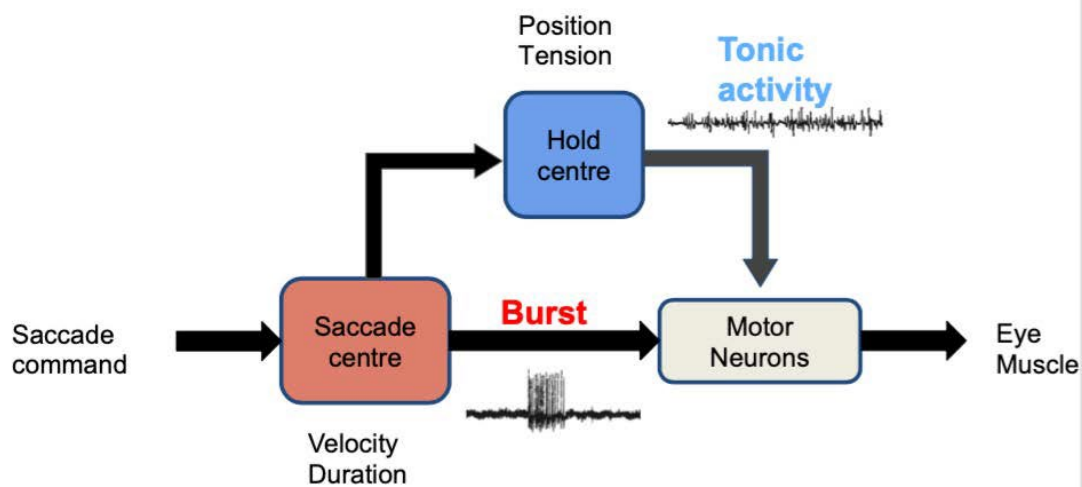 Position
Tension
Tonic
activity
Hold
centre
Saccade
command
Saccade
centre
Burst
Motor
Neurons
Eye
Muscle
Velocity
Duration